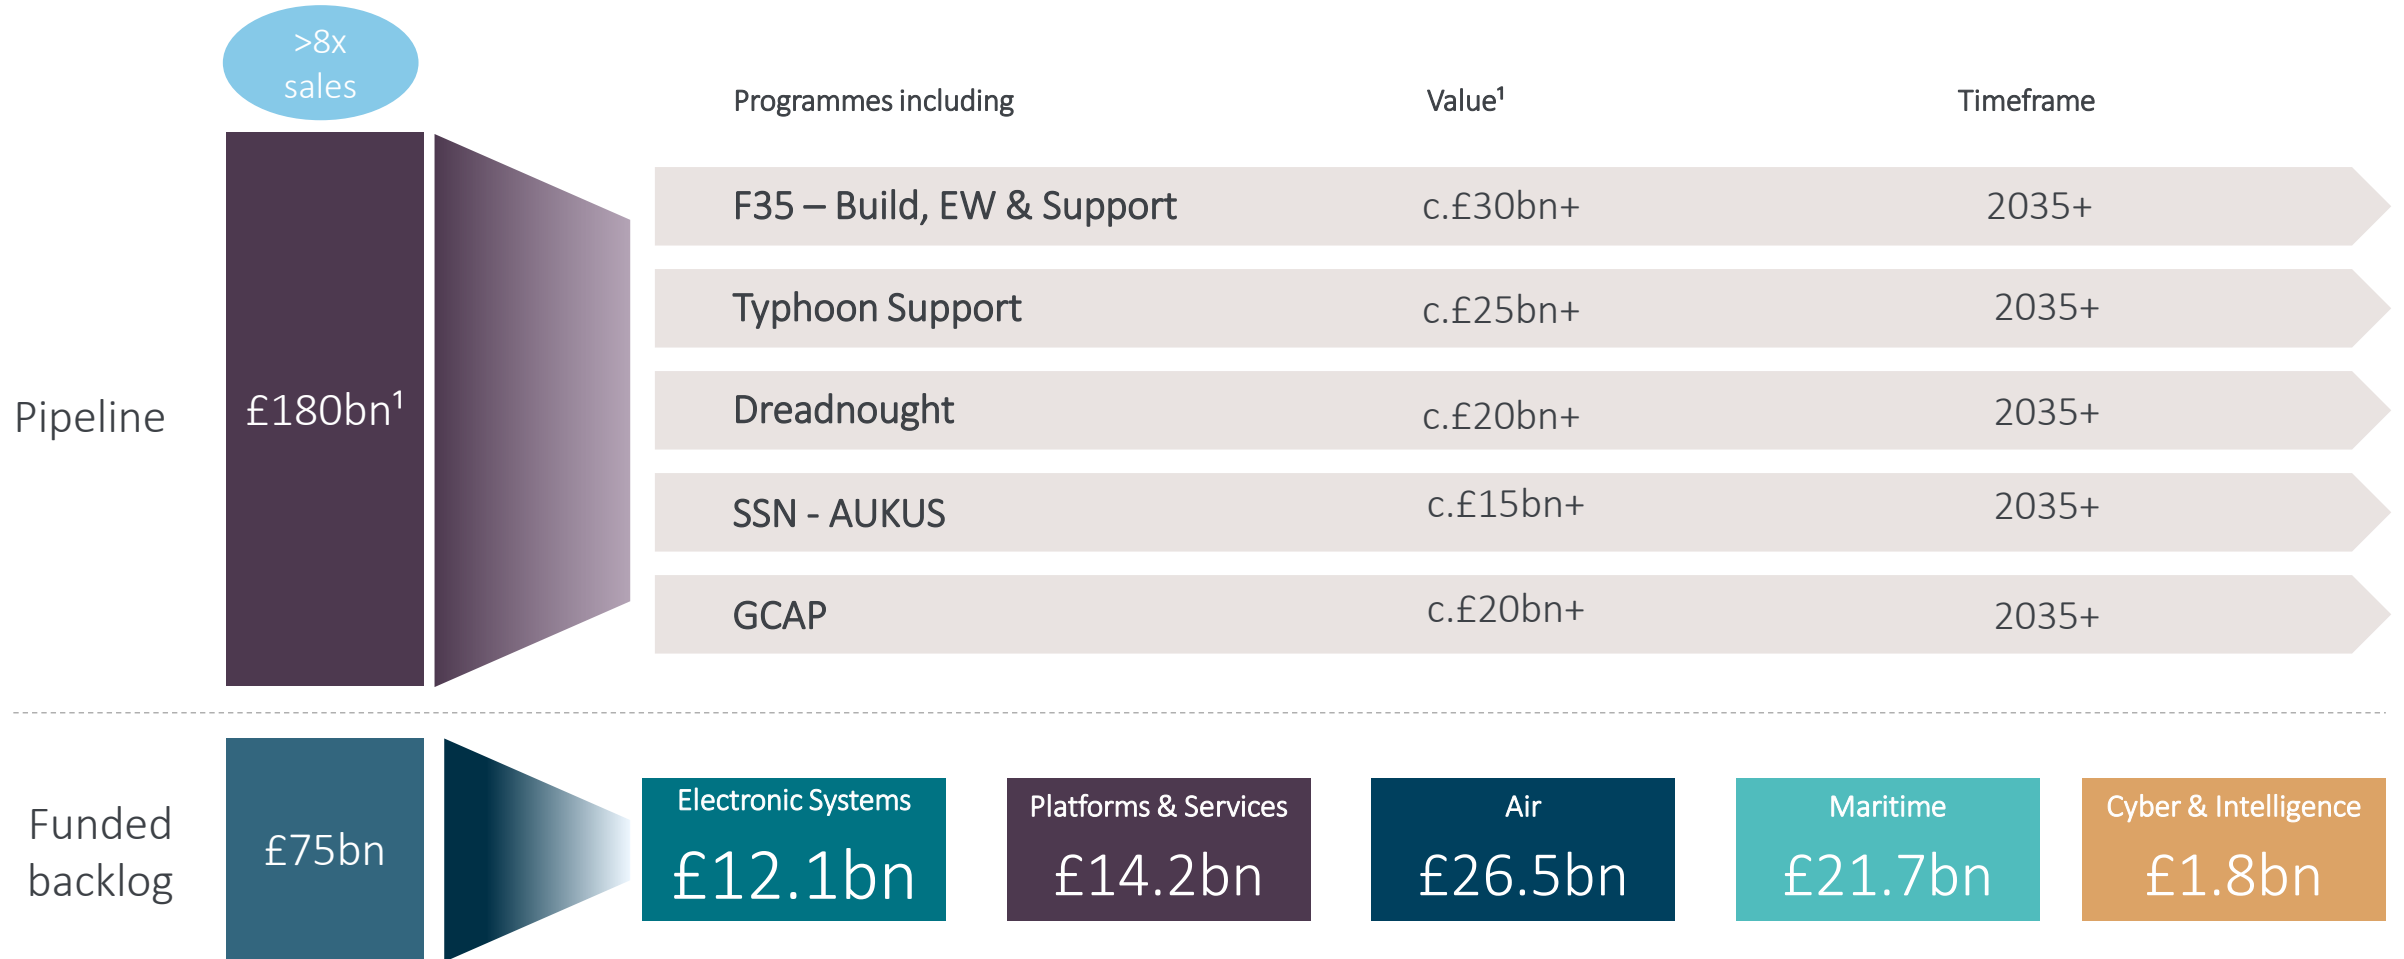 >8x
sales
Programmes including Value¹ Timeframe
F35 – Build, EW & Support c.£30bn+ 2035+
Typhoon Support c.£25bn+ 2035+
Pipeline £180bn¹ Dreadnought c.£20bn+ 2035+
SSN - AUKUS c.£15bn+ 2035+
GCAP c.£20bn+ 2035+
Funded
backlog
£75bn
Electronic Systems
£12.1bn
Platforms & Services
£14.2bn
Air
£26.5bn
Maritime
£21.7bn
Cyber & Intelligence
£1.8bn